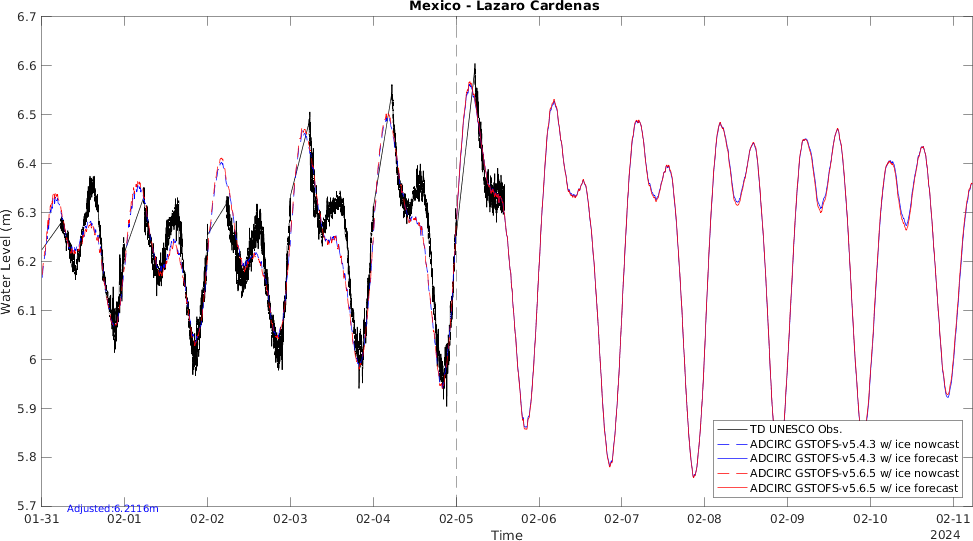 Mexico - Lazaro Cardenas
6.7
6.6
6.5
6.4
6.3
6.2
6.1
6
5.9
5.8
5.7
Water Level (m)
TD UNESCO Obs.
ADCIRC GSTOFS-v5.4.3 w/ ice nowcast
ADCIRC GSTOFS-v5.4.3 w/ ice forecast
ADCIRC GSTOFS-v5.6.5 w/ ice nowcast
ADCIRC GSTOFS-v5.6.5 w/ ice forecast
Adjusted:6.2116m
01-31 02-01 02-02 02-03 02-04 02-05 02-06 02-07 02-08 02-09 02-10 02-11
Time
2024